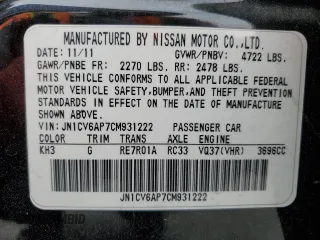 MANUFACTURED BY NISSAN MOTOR CO.,LTD.
DATE: 11/11 GVWR/PNBV: 4722 LBS.
GAWR/PNBE FR: 2270 LBS. RR: 2478 LBS.
THIS VEHICLE CONFORMS TO ALL APPLICABLE FEDERAL
MOTOR VEHICLE SAFETY, BUMPER, AND THEFT PREVENTION
STANDARDS IN EFFECT ON THE DATE OF MANUFACTURE
SHOWN ABOVE.
VIN: JN1CV6AP7CM931222 PASSENGER CAR
COLOR TRIM TRANS AXLE ENGINE
KH3 G RE7R01A RC33 VQ37(VHR) 3696CC
JN1CV6AP7CM931222